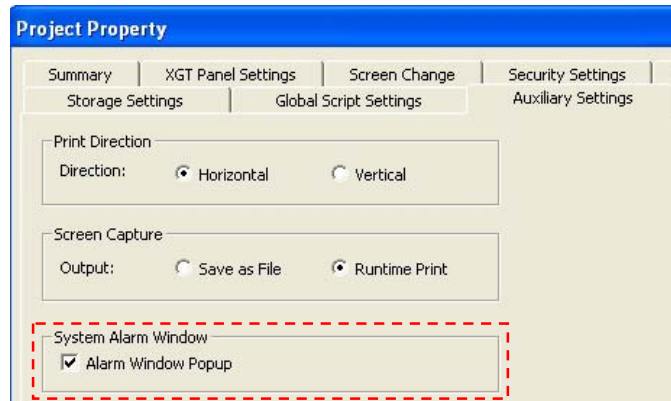 Project Property
Summary XGT Panel Settings Screen Change Security Settings
Storage Settings Global Script Settings Auxiliary Settings
Print Direction
Direction: Horizontal Vertical
Screen Capture
Output: Save as File Runtime Print
System Alarm Window
Alarm Window Popup